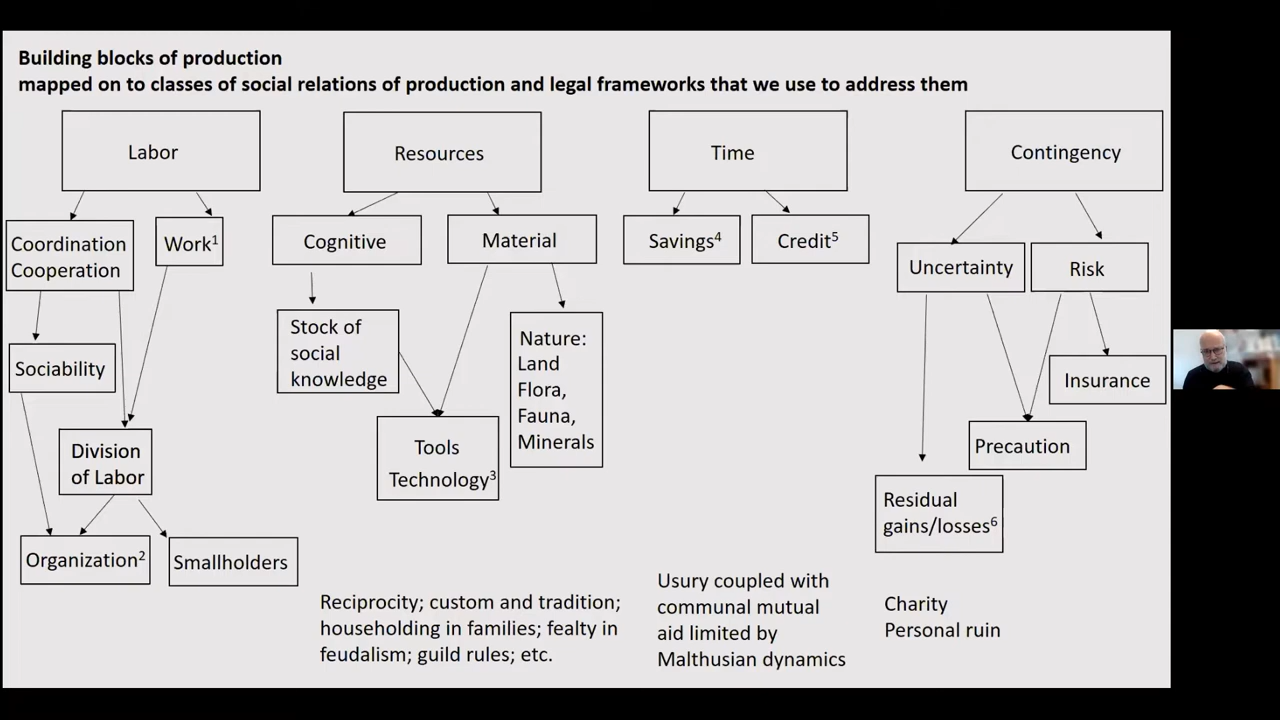 Building blocks of production
mapped on to classes of social relations of production and legal frameworks that we use to address them
Labor
Resources
Time
Contingency
Coordination
Cooperation
Work1
Cognitive
Material
Savings4
Credit5
Uncertainty
Risk
Sociability
Stock of
social
knowledge
Nature:
Land
Flora,
Fauna,
Minerals
Insurance
Division
of Labor
Tools
Technology3
Precaution
Residual
gains/losses6
Organization2
Smallholders
Reciprocity; custom and tradition;
householding in families; fealty in
feudalism; guild rules; etc.
Usury coupled with
communal mutual
aid limited by
Malthusian dynamics
Charity
Personal ruin